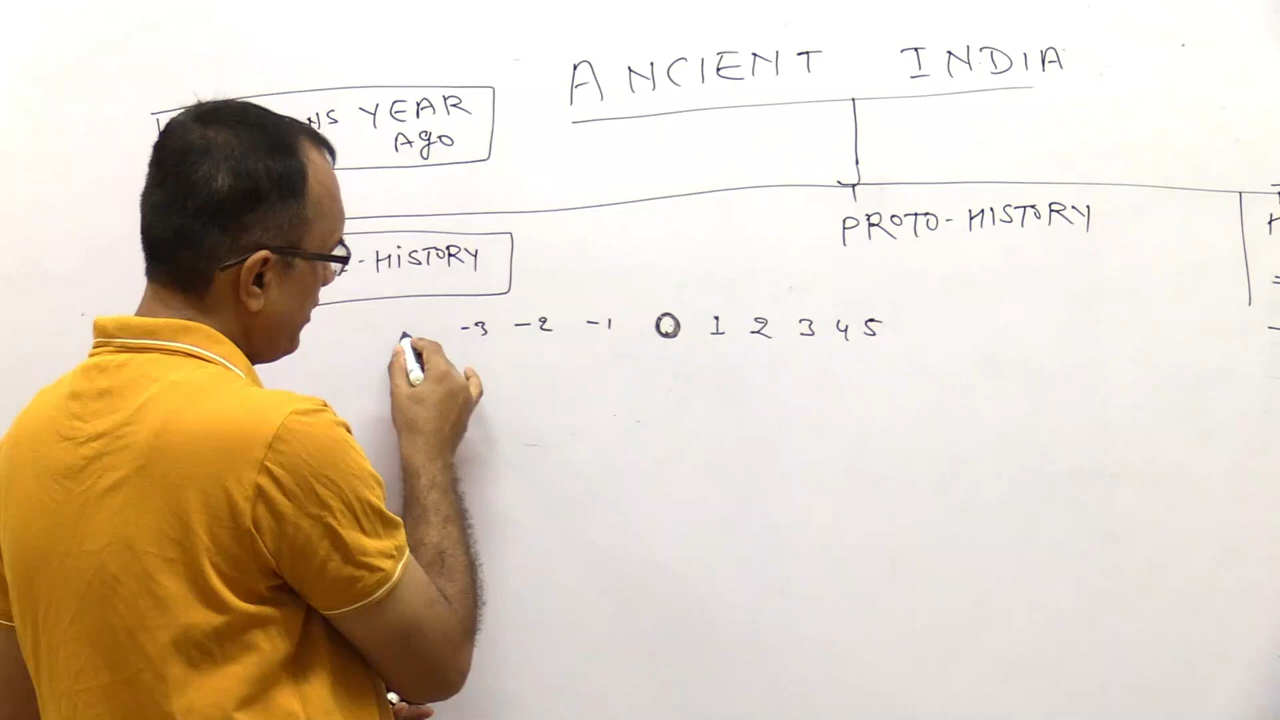 ANCIENT INDIA
YEAR
Ago
PROTO-HISTORY
-HiSTORY
-3 -2 -1 0 1 2 3 4 5